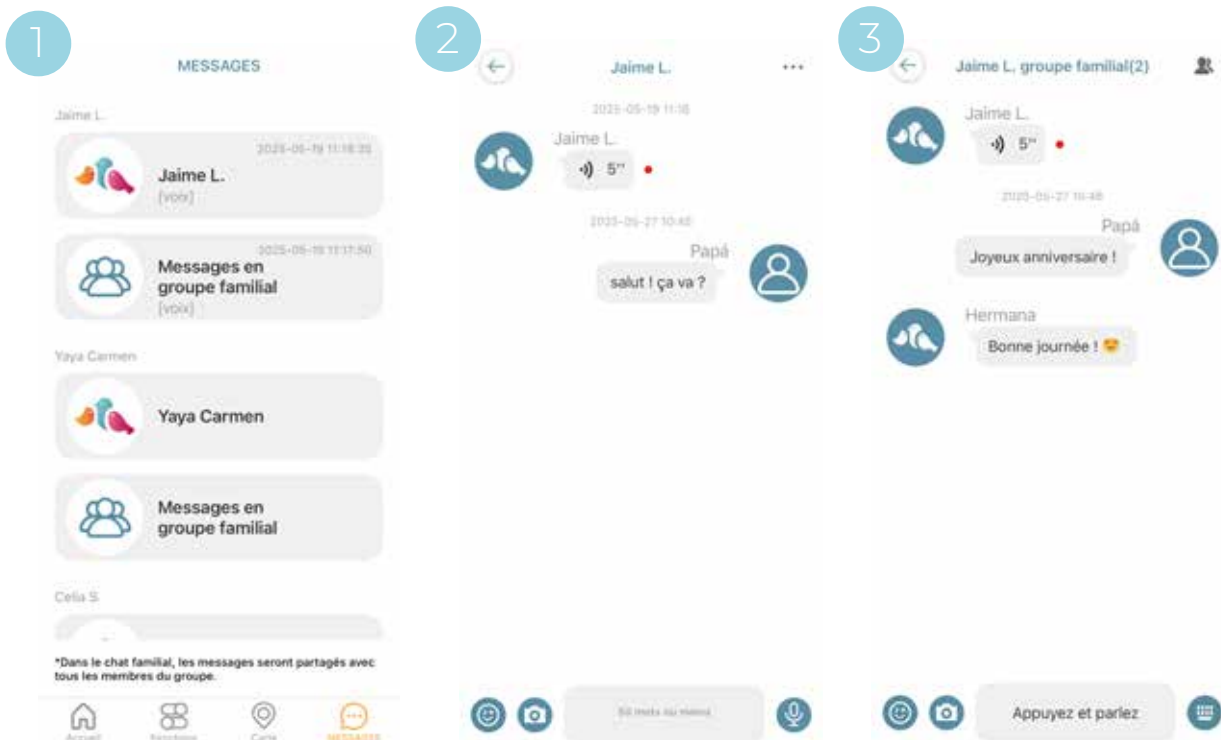 1
MESSAGES
Jaime L.
2025-05-19 11:18:35
Jaime L.
[voix]
2025-05-19 11:17:50
Messages en
groupe familial
[voix]
Yaya Carmen
Yaya Carmen
Messages en
groupe familial
Celia S.
*Dans le chat familial, les messages seront partagés avec
tous les membres du groupe.
Accueil
Carte
MESSAGES
2
Jaime L.
2025-05-19 11:18
Jaime L.
5''
2025-05-27 10:48
Papá
salut ! ça va ?
3
Jaime L. groupe familial(2)
Jaime L.
5''
2025-05-27 10:48
Papá
Joyeux anniversaire !
Hermana
Bonne journée ! 😍
Appuyez et parlez